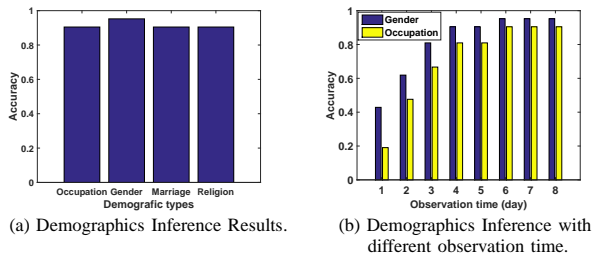 1
0.8
0.6
0.4
0.2
0
Accuracy
Occupation Gender Marriage Religion
Demografic types
(a) Demographics Inference Results.
1
0.8
0.6
0.4
0.2
0
Accuracy
Gender
Occupation
1 2 3 4 5 6 7 8
Observation time (day)
(b) Demographics Inference with
different observation time.